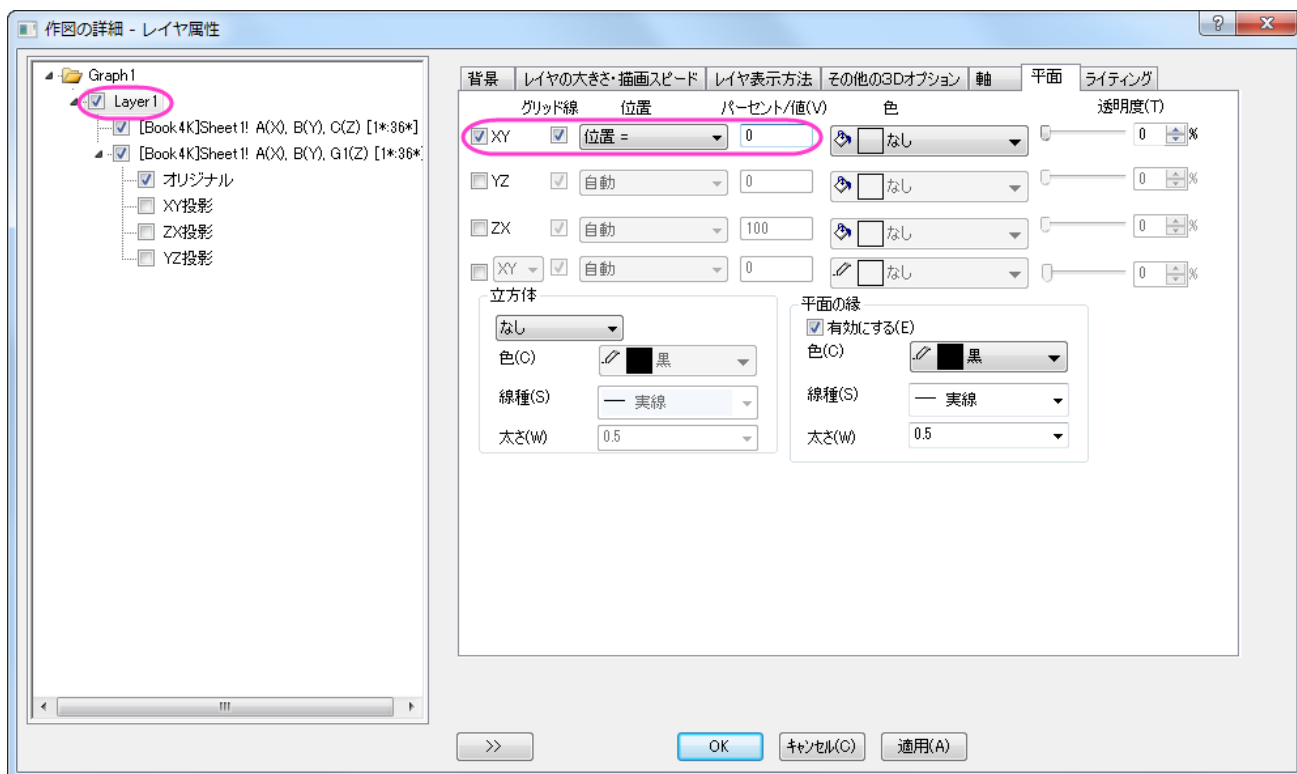 作図の詳細 - レイヤ属性
Graph1
Layer1
[Book4K]Sheet1! A(X), B(Y), C(Z) [1*:36*]
[Book4K]Sheet1! A(X), B(Y), G1(Z) [1*:36*]
オリジナル
XY投影
ZX投影
YZ投影
背景 レイヤの大きさ・描画スピード レイヤ表示方法 その他の3Dオプション 軸 平面 ライティング
グリッド線 位置 パーセント/値(V) 色 透明度(T)
XY 位置 = 0 なし 0 %
YZ 自動 0 なし 0 %
ZX 自動 100 なし 0 %
XY 自動 0 なし 0 %
立方体
なし
色(C) 黒
線種(S) 実線
太さ(W) 0.5
平面の縁
有効にする(E)
色(C) 黒
線種(S) 実線
太さ(W) 0.5
>> OK キャンセル(C) 適用(A)